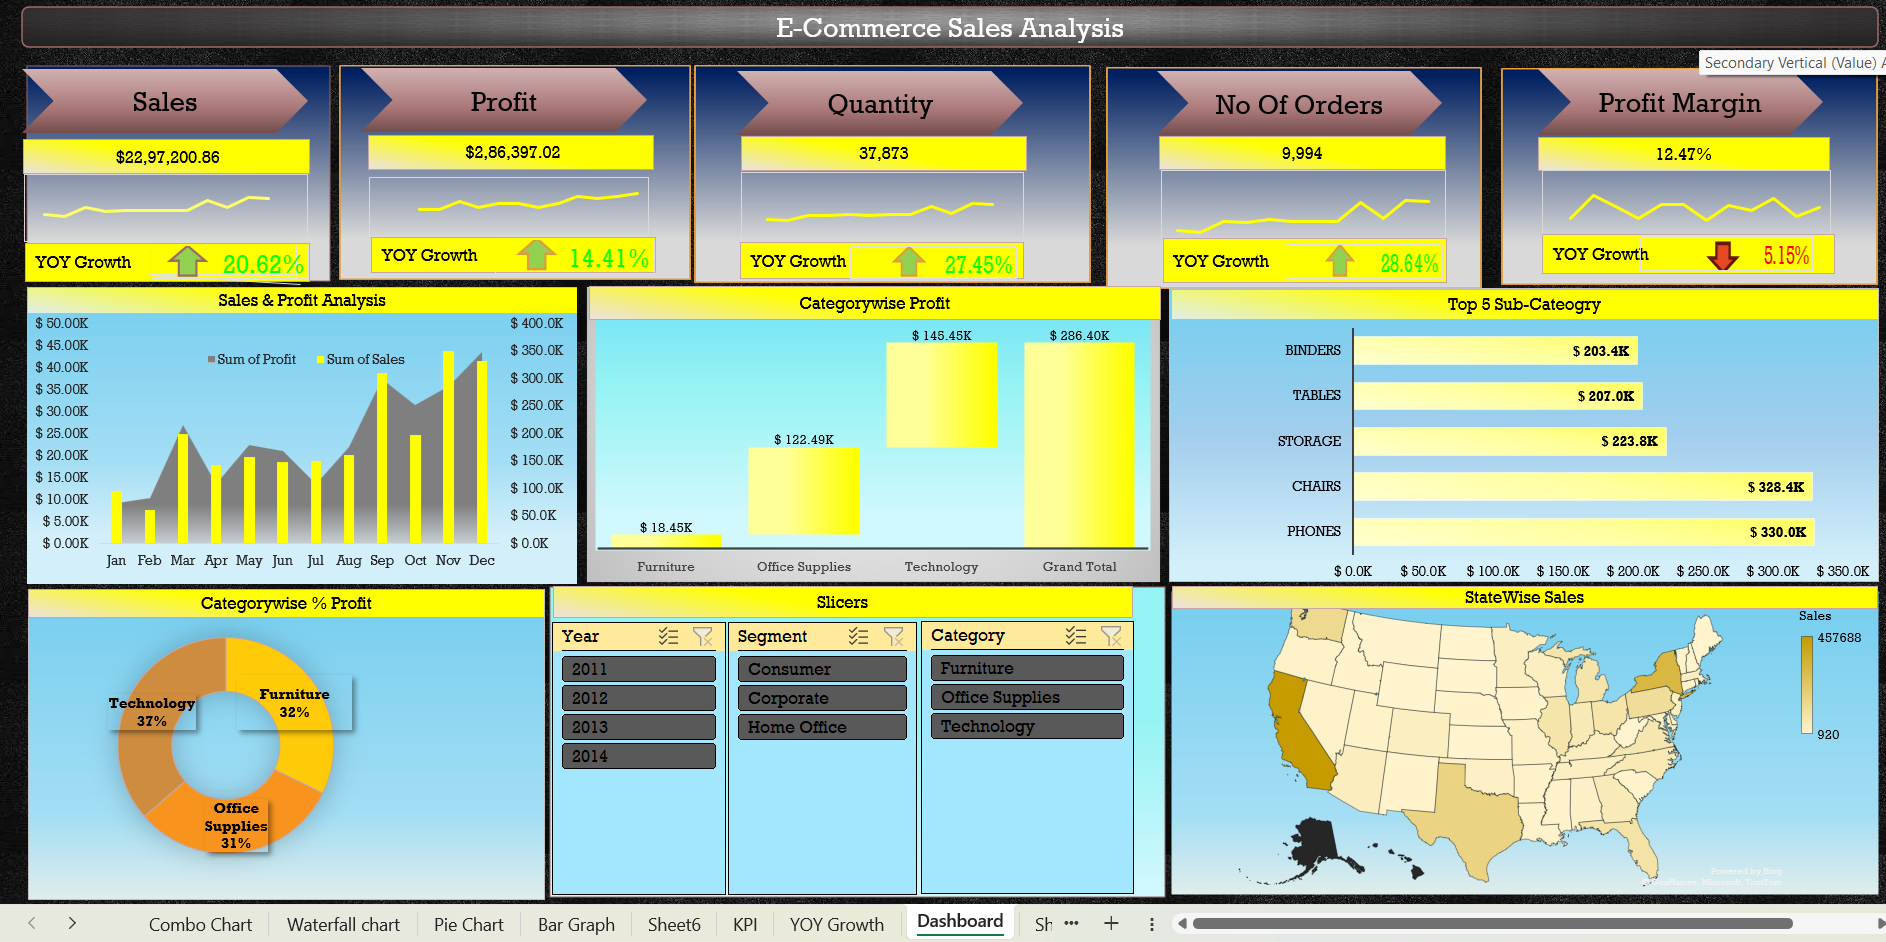 E-Commerce Sales Analysis
Secondary Vertical (Value) A
Sales
$22,97,200.86
YOY Growth 20.62%
Profit
$2,86,397.02
YOY Growth 14.41%
Quantity
37,873
YOY Growth 27.45%
No Of Orders
9,994
YOY Growth 28.64%
Profit Margin
12.47%
YOY Growth 5.15%
Sales & Profit Analysis
Sum of Profit Sum of Sales
$ 50.00K
$ 45.00K
$ 40.00K
$ 35.00K
$ 30.00K
$ 25.00K
$ 20.00K
$ 15.00K
$ 10.00K
$ 5.00K
$ 0.00K
$ 400.0K
$ 350.0K
$ 300.0K
$ 250.0K
$ 200.0K
$ 150.0K
$ 100.0K
$ 50.0K
$ 0.0K
Jan Feb Mar Apr May Jun Jul Aug Sep Oct Nov Dec
Categorywise Profit
$ 18.45K
$ 122.49K
$ 145.45K
$ 286.40K
Furniture Office Supplies Technology Grand Total
Top 5 Sub-Cateogry
BINDERS $ 203.4K
TABLES $ 207.0K
STORAGE $ 223.8K
CHAIRS $ 328.4K
PHONES $ 330.0K
$ 0.0K $ 50.0K $ 100.0K $ 150.0K $ 200.0K $ 250.0K $ 300.0K $ 350.0K
Categorywise % Profit
Technology
37%
Furniture
32%
Office
Supplies
31%
Slicers
Year
2011
2012
2013
2014
Segment
Consumer
Corporate
Home Office
Category
Furniture
Office Supplies
Technology
StateWise Sales
Sales
457688
920
Powered by Bing
© GeoNames, Microsoft, TomTom
Combo Chart Waterfall chart Pie Chart Bar Graph Sheet6 KPI YOY Growth Dashboard Sh